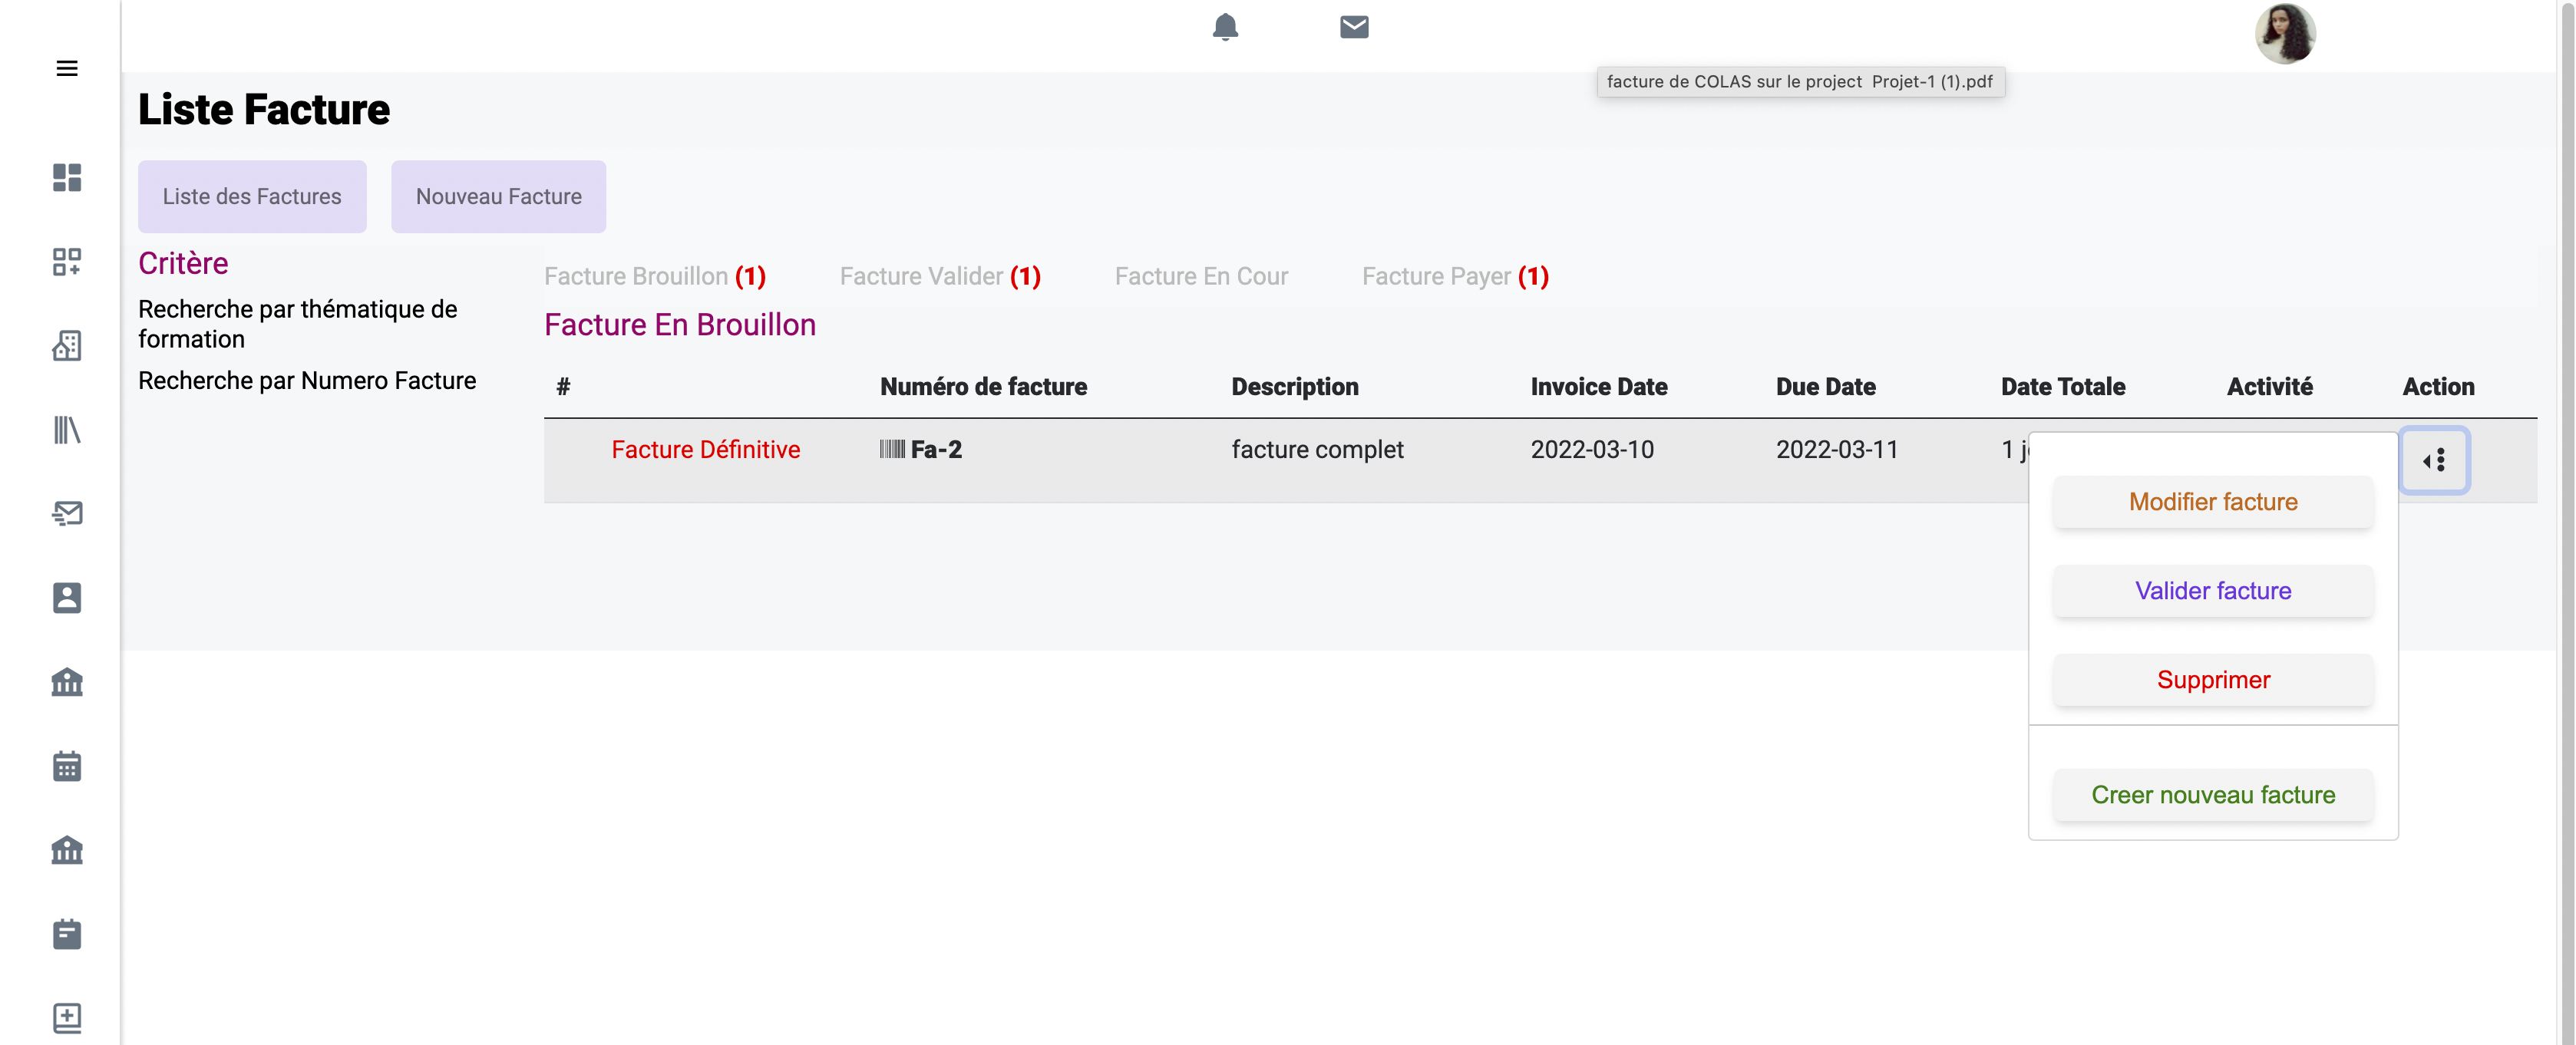 facture de COLAS sur le project  Projet-1 (1).pdf
Liste Facture
Liste des Factures
Nouveau Facture
Critère
Recherche par thématique de
formation
Recherche par Numero Facture
Facture Brouillon (1)
Facture Valider (1)
Facture En Cour
Facture Payer (1)
Facture En Brouillon
# Numéro de facture Description Invoice Date Due Date Date Totale Activité Action
Facture Définitive Fa-2 facture complet 2022-03-10 2022-03-11 1
Modifier facture
Valider facture
Supprimer
Creer nouveau facture